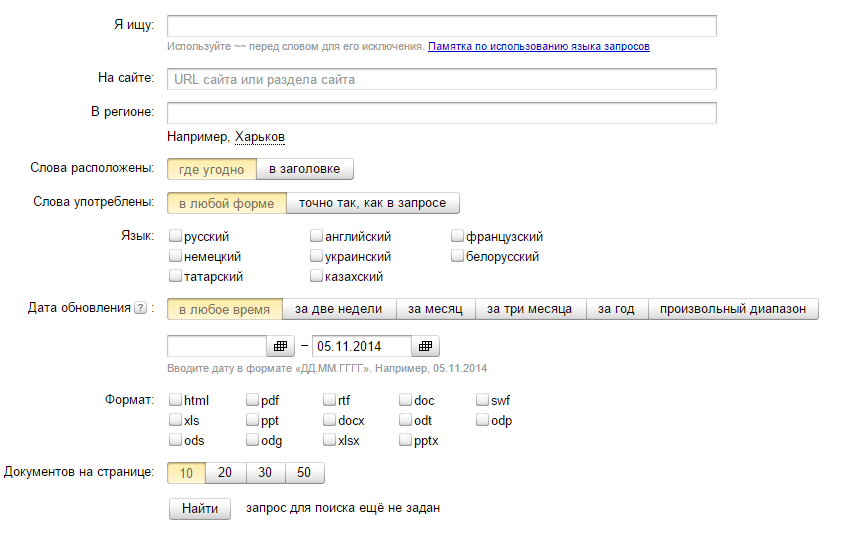 Я ищу:
Используйте ~~ перед словом для его исключения. Памятка по использованию языка запросов
На сайте: URL сайта или раздела сайта
В регионе:
Например, Харьков
Слова расположены: где угодно в заголовке
Слова употреблены: в любой форме точно так, как в запросе
Язык: русский английский французский
немецкий украинский белорусский
татарский казахский
Дата обновления ? : в любое время за две недели за месяц за три месяца за год произвольный диапазон
– 05.11.2014
Вводите дату в формате «ДД.ММ.ГГГГ». Например, 05.11.2014
Формат: html pdf rtf doc swf
xls ppt docx odt odp
ods odg xlsx pptx
Документов на странице: 10 20 30 50
Найти запрос для поиска ещё не задан